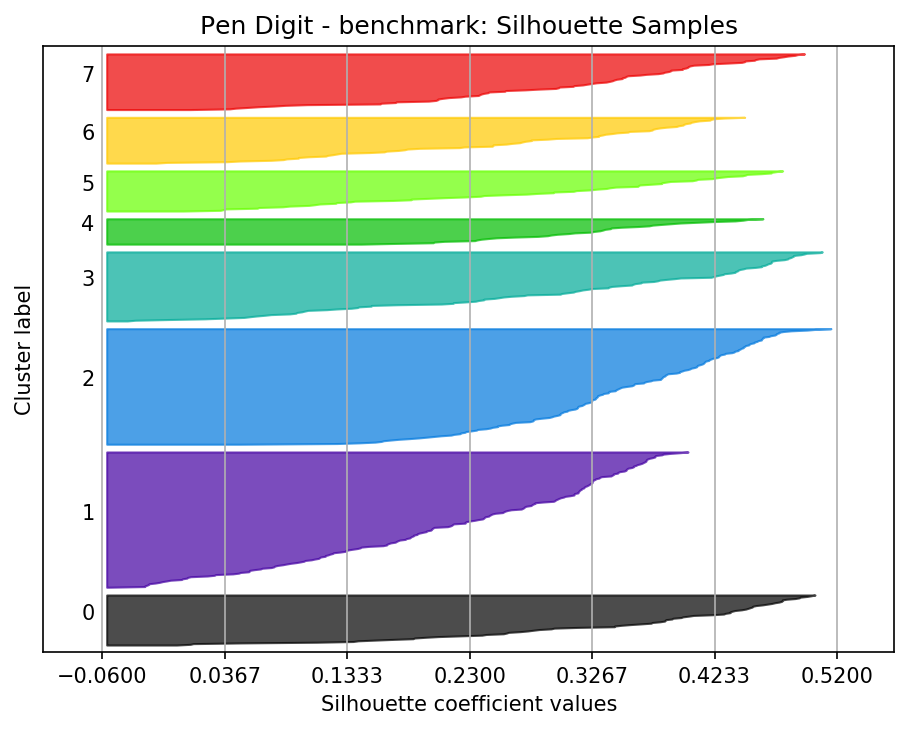 Pen Digit - benchmark: Silhouette Samples
7
6
5
4
3
2
1
0
Cluster label
−0.0600 0.0367 0.1333 0.2300 0.3267 0.4233 0.5200
Silhouette coefficient values